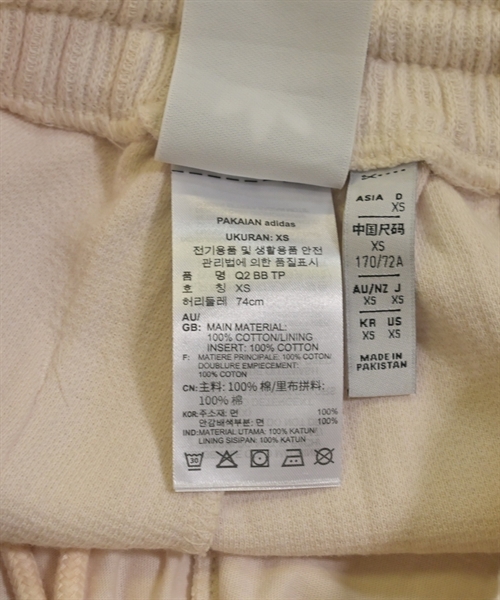 PAKAIAN adidas
UKURAN: XS
전기용품 및 생활용품 안전
관리법에 의한 품질표시
품 명 Q2 BB TP
호 칭 XS
허리둘레 74cm
AU/
GB: MAIN MATERIAL:
100% COTTON/LINING
INSERT: 100% COTTON
F: MATIERE PRINCIPALE: 100% COTON/
DOUBLURE EMPIECEMENT:
100% COTON
CN: 主料: 100% 棉/里布拼料:
100% 棉
KOR: 주소재: 면 100%
안감배색부분: 면 100%
IND: MATERIAL UTAMA: 100% KATUN/
LINING SISIPAN: 100% KATUN
30
ASIA D
XS
中国尺码
XS
170/72A
AU/NZ J
XS XS
KR US
XS XS
MADE IN
PAKISTAN